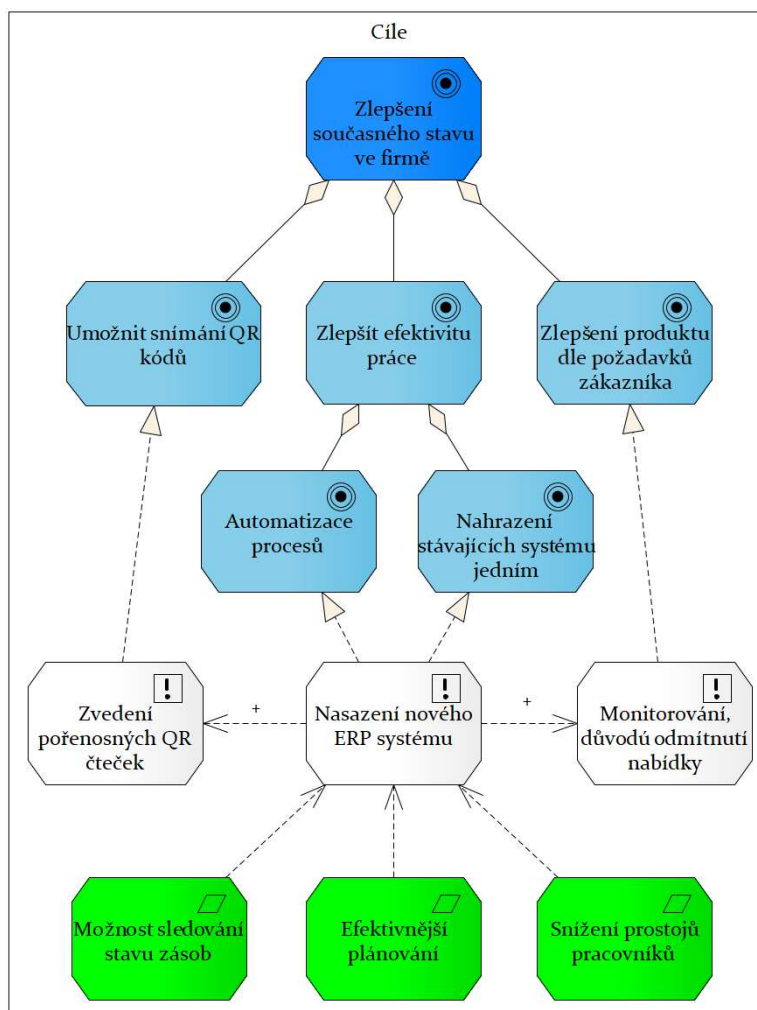 Cíle
Zlepšení
současného stavu
ve firmě
Umožnit snímání QR
kódů
Zlepšít efektivitu
práce
Zlepšení produktu
dle požadavků
zákazníka
Automatizace
procesů
Nahrazení
stávajících systému
jedním
Zvedení
pořenosných QR
čteček
+
Nasazení nového
ERP systému
+
Monitorování,
důvodú odmítnutí
nabídky
Možnost sledování
stavu zásob
Efektivnější
plánování
Snížení prostojů
pracovníků